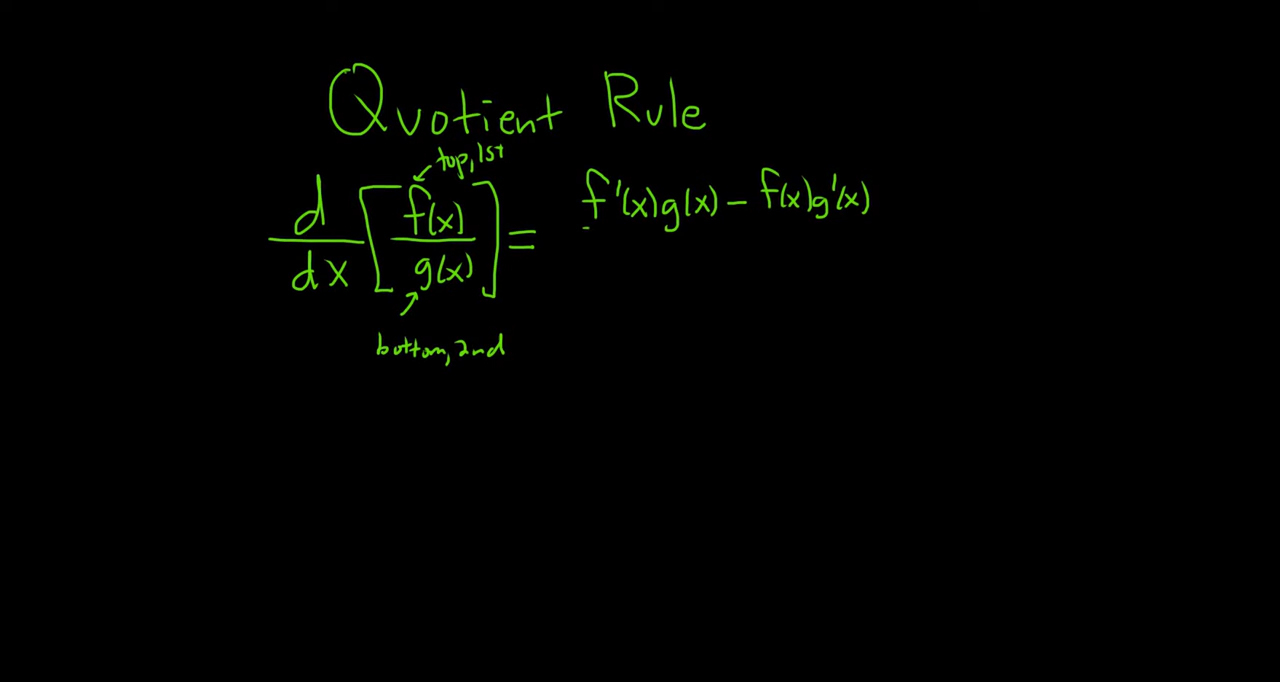 Quotient Rule
top, 1st
d/dx [f(x)/g(x)] = f'(x)g(x) - f(x)g'(x)
bottom, 2nd